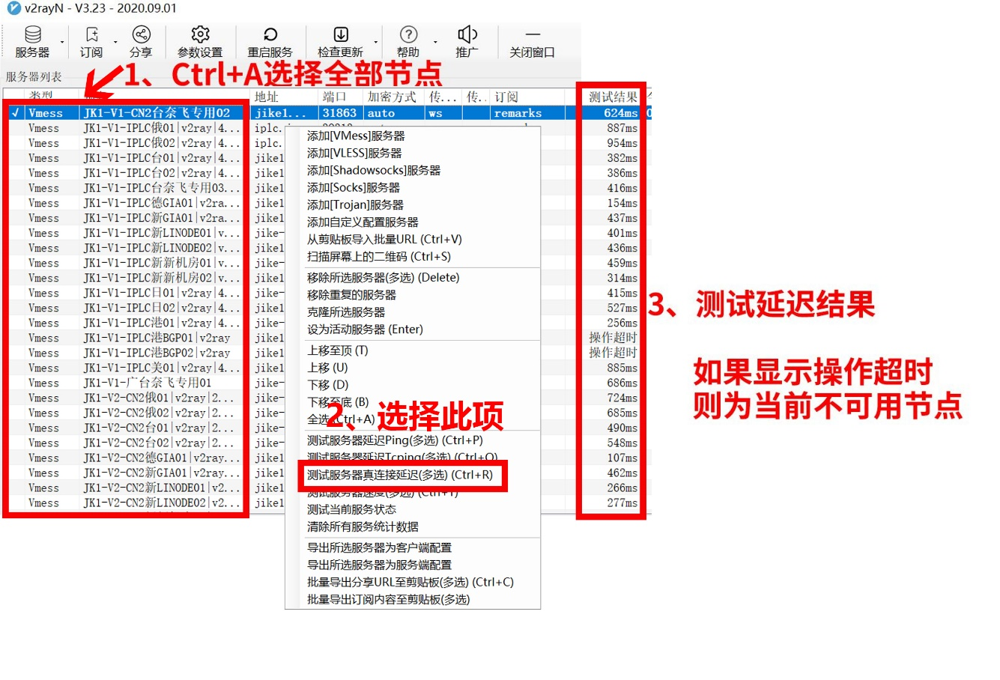 v2rayN - V3.23 - 2020.09.01
服务器 订阅 分享 参数设置 重启服务 检查更新 帮助 推广 关闭窗口
服务器列表
1、Ctrl+A选择全部节点
类型 地址 端口 加密方式 传... 传.. 订阅 测试结果
√ Vmess JK1-V1-CN2台奈飞专用02 jike1... 31863 auto ws remarks 624ms
Vmess JK1-V1-IPLC俄01|v2ray|4... iplc. 887ms
Vmess JK1-V1-IPLC俄02|v2ray|4... iplc. 954ms
Vmess JK1-V1-IPLC台01|v2ray|4... jike1 382ms
Vmess JK1-V1-IPLC台02|v2ray|4... jike1 386ms
Vmess JK1-V1-IPLC台奈飞专用03... jike1 416ms
Vmess JK1-V1-IPLC德GIA01|v2ra... jike1 154ms
Vmess JK1-V1-IPLC新GIA01|v2ra... jike1 437ms
Vmess JK1-V1-IPLC新LINODE01|v... jike- 401ms
Vmess JK1-V1-IPLC新LINODE02|v... jike- 436ms
Vmess JK1-V1-IPLC新新机房01|v... jike- 459ms
Vmess JK1-V1-IPLC新新机房02|v... jike- 314ms
Vmess JK1-V1-IPLC日01|v2ray|4... jike- 415ms
Vmess JK1-V1-IPLC日02|v2ray|4... jike- 527ms
Vmess JK1-V1-IPLC港01|v2ray|4... jike- 256ms
Vmess JK1-V1-IPLC港BGP01|v2ray jike1 操作超时
Vmess JK1-V1-IPLC港BGP02|v2ray jike1 操作超时
Vmess JK1-V1-IPLC美01|v2ray|4... jike1 885ms
Vmess JK1-V1-广台奈飞专用01 jike1 686ms
Vmess JK1-V2-CN2俄01|v2ray|2... jike- 724ms
Vmess JK1-V2-CN2俄02|v2ray|2... jike- 685ms
Vmess JK1-V2-CN2台01|v2ray|2... jike- 490ms
Vmess JK1-V2-CN2台02|v2ray|2... jike- 548ms
Vmess JK1-V2-CN2德GIA01|v2ray... jike1 107ms
Vmess JK1-V2-CN2新GIA01|v2ray... jike1 462ms
Vmess JK1-V2-CN2新LINODE01|v2... jike1 266ms
Vmess JK1-V2-CN2新LINODE02|v2... jike1 277ms
添加[VMess]服务器
添加[VLESS]服务器
添加[Shadowsocks]服务器
添加[Socks]服务器
添加[Trojan]服务器
添加自定义配置服务器
从剪贴板导入批量URL (Ctrl+V)
扫描屏幕上的二维码 (Ctrl+S)
移除所选服务器(多选) (Delete)
移除重复的服务器
克隆所选服务器
设为活动服务器 (Enter)
上移至顶 (T)
上移 (U)
下移 (D)
下移至底 (B)
全选 (Ctrl+A)
2、选择此项
测试服务器延迟Ping(多选) (Ctrl+P)
测试服务器延迟Tcping(多选) (Ctrl+O)
测试服务器真连接延迟(多选) (Ctrl+R)
测试服务器速度(多选) (Ctrl+T)
测试当前服务状态
清除所有服务统计数据
导出所选服务器为客户端配置
导出所选服务器为服务端配置
批量导出分享URL至剪贴板(多选) (Ctrl+C)
批量导出订阅内容至剪贴板(多选)
3、测试延迟结果
如果显示操作超时
则为当前不可用节点